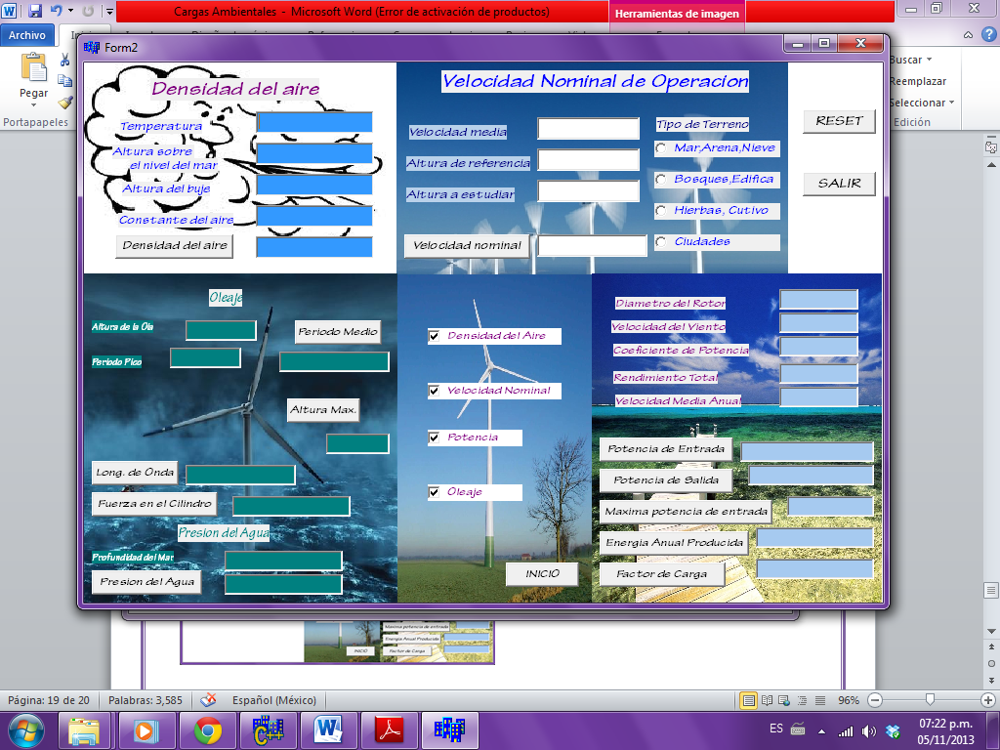 Cargas Ambientales - Microsoft Word (Error de activación de productos)
Herramientas de imagen
Archivo
Pegar
Portapapeles
Buscar
Reemplazar
Seleccionar
Edición
Form2
Densidad del aire
Temperatura
Altura sobre
el nivel del mar
Altura del buje
Constante del aire
Densidad del aire
Velocidad Nominal de Operacion
Velocidad media
Altura de referencia
Altura a estudiar
Velocidad nominal
Tipo de Terreno
Mar,Arena,Nieve
Bosques,Edifica
Hierbas, Cutivo
Ciudades
RESET
SALIR
Oleaje
Altura de la Ola
Periodo Medio
Periodo Pico
Altura Max.
Long. de Onda
Fuerza en el Cilindro
Presion del Agua
Profundidad del Mar
Presion del Agua
Densidad del Aire
Velocidad Nominal
Potencia
Oleaje
INICIO
Diametro del Rotor
Velocidad del Viento
Coeficiente de Potencia
Rendimiento Total
Velocidad Media Anual
Potencia de Entrada
Potencia de Salida
Maxima potencia de entrada
Energia Anual Producida
Factor de Carga
Maxima potencia de entrada
Energia Anual Producida
INICIO
Factor de Carga
Página: 19 de 20
Palabras: 3,585
Español (México)
96%
ES
07:22 p.m.
05/11/2013